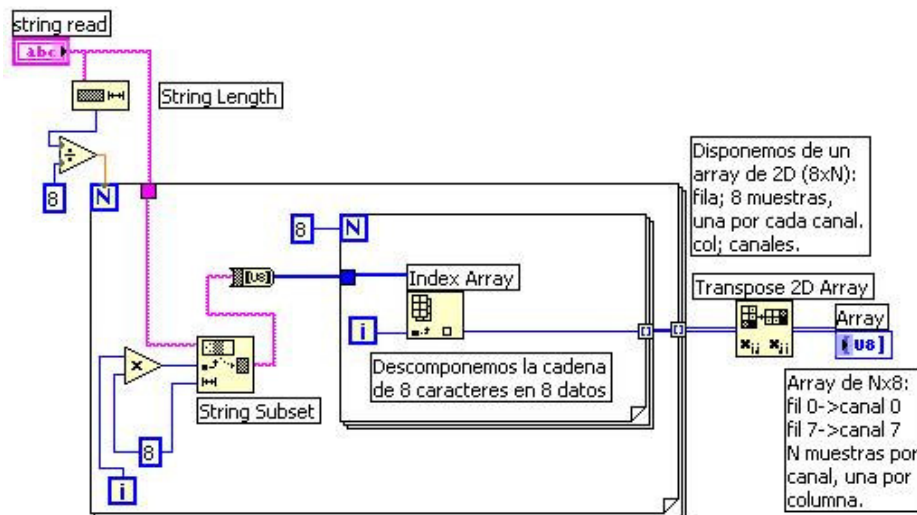 string read
abc
String Length
÷
8
N
8
N
[U8]
Index Array
i
Descomponemos la cadena
de 8 caracteres en 8 datos
x
String Subset
8
i
Disponemos de un
array de 2D (8xN):
fila; 8 muestras,
una por cada canal.
col; canales.
Transpose 2D Array
Array
[U8]
Array de Nx8:
fil 0->canal 0
fil 7->canal 7
N muestras por
canal, una por
columna.